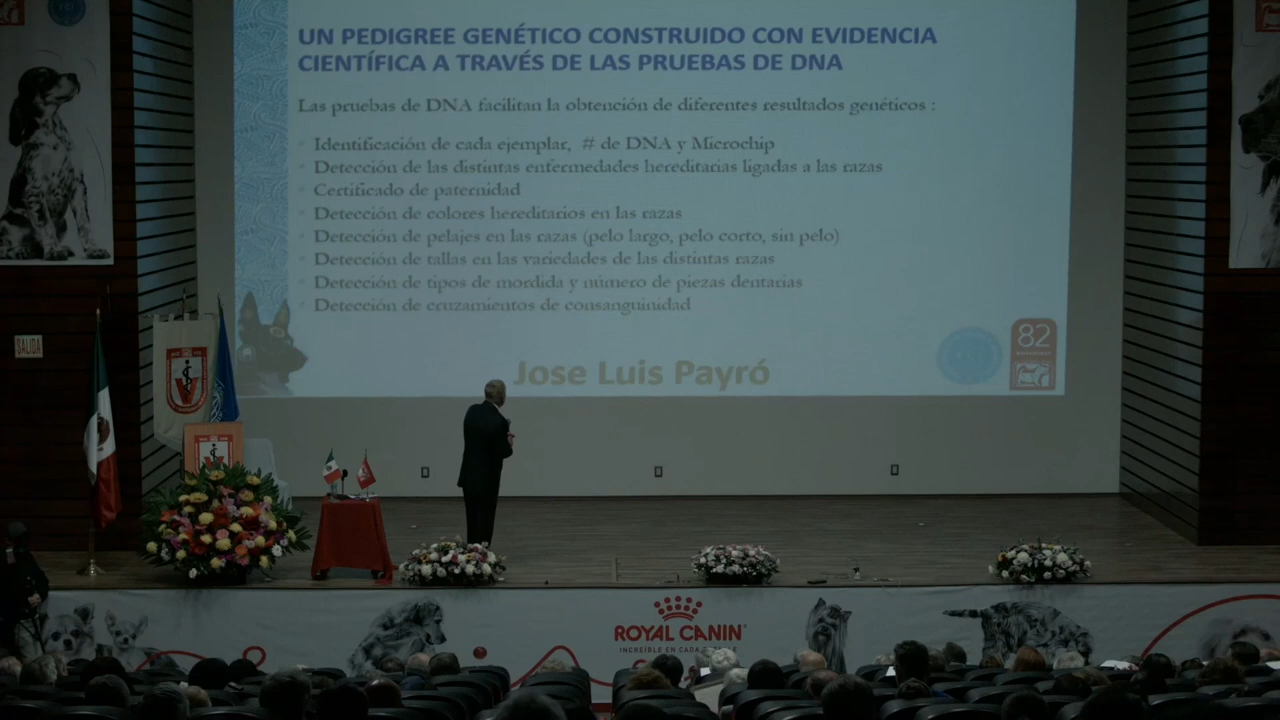 UN PEDIGREE GENÉTICO CONSTRUIDO CON EVIDENCIA
CIENTÍFICA A TRAVÉS DE LAS PRUEBAS DE DNA
Las pruebas de DNA facilitan la obtención de diferentes resultados genéticos :
Identificación de cada ejemplar, # de DNA y Microchip
Detección de las distintas enfermedades hereditarias ligadas a las razas
Certificado de paternidad
Detección de colores hereditarios en las razas
Detección de pelajes en las razas (pelo largo, pelo corto, sin pelo)
Detección de tallas en las variedades de las distintas razas
Detección de tipos de mordida y número de piezas dentarias
Detección de cruzamientos de consanguinidad
82
Jose Luis Payró
SALIDA
ROYAL CANIN
INCREÍBLE EN CADA